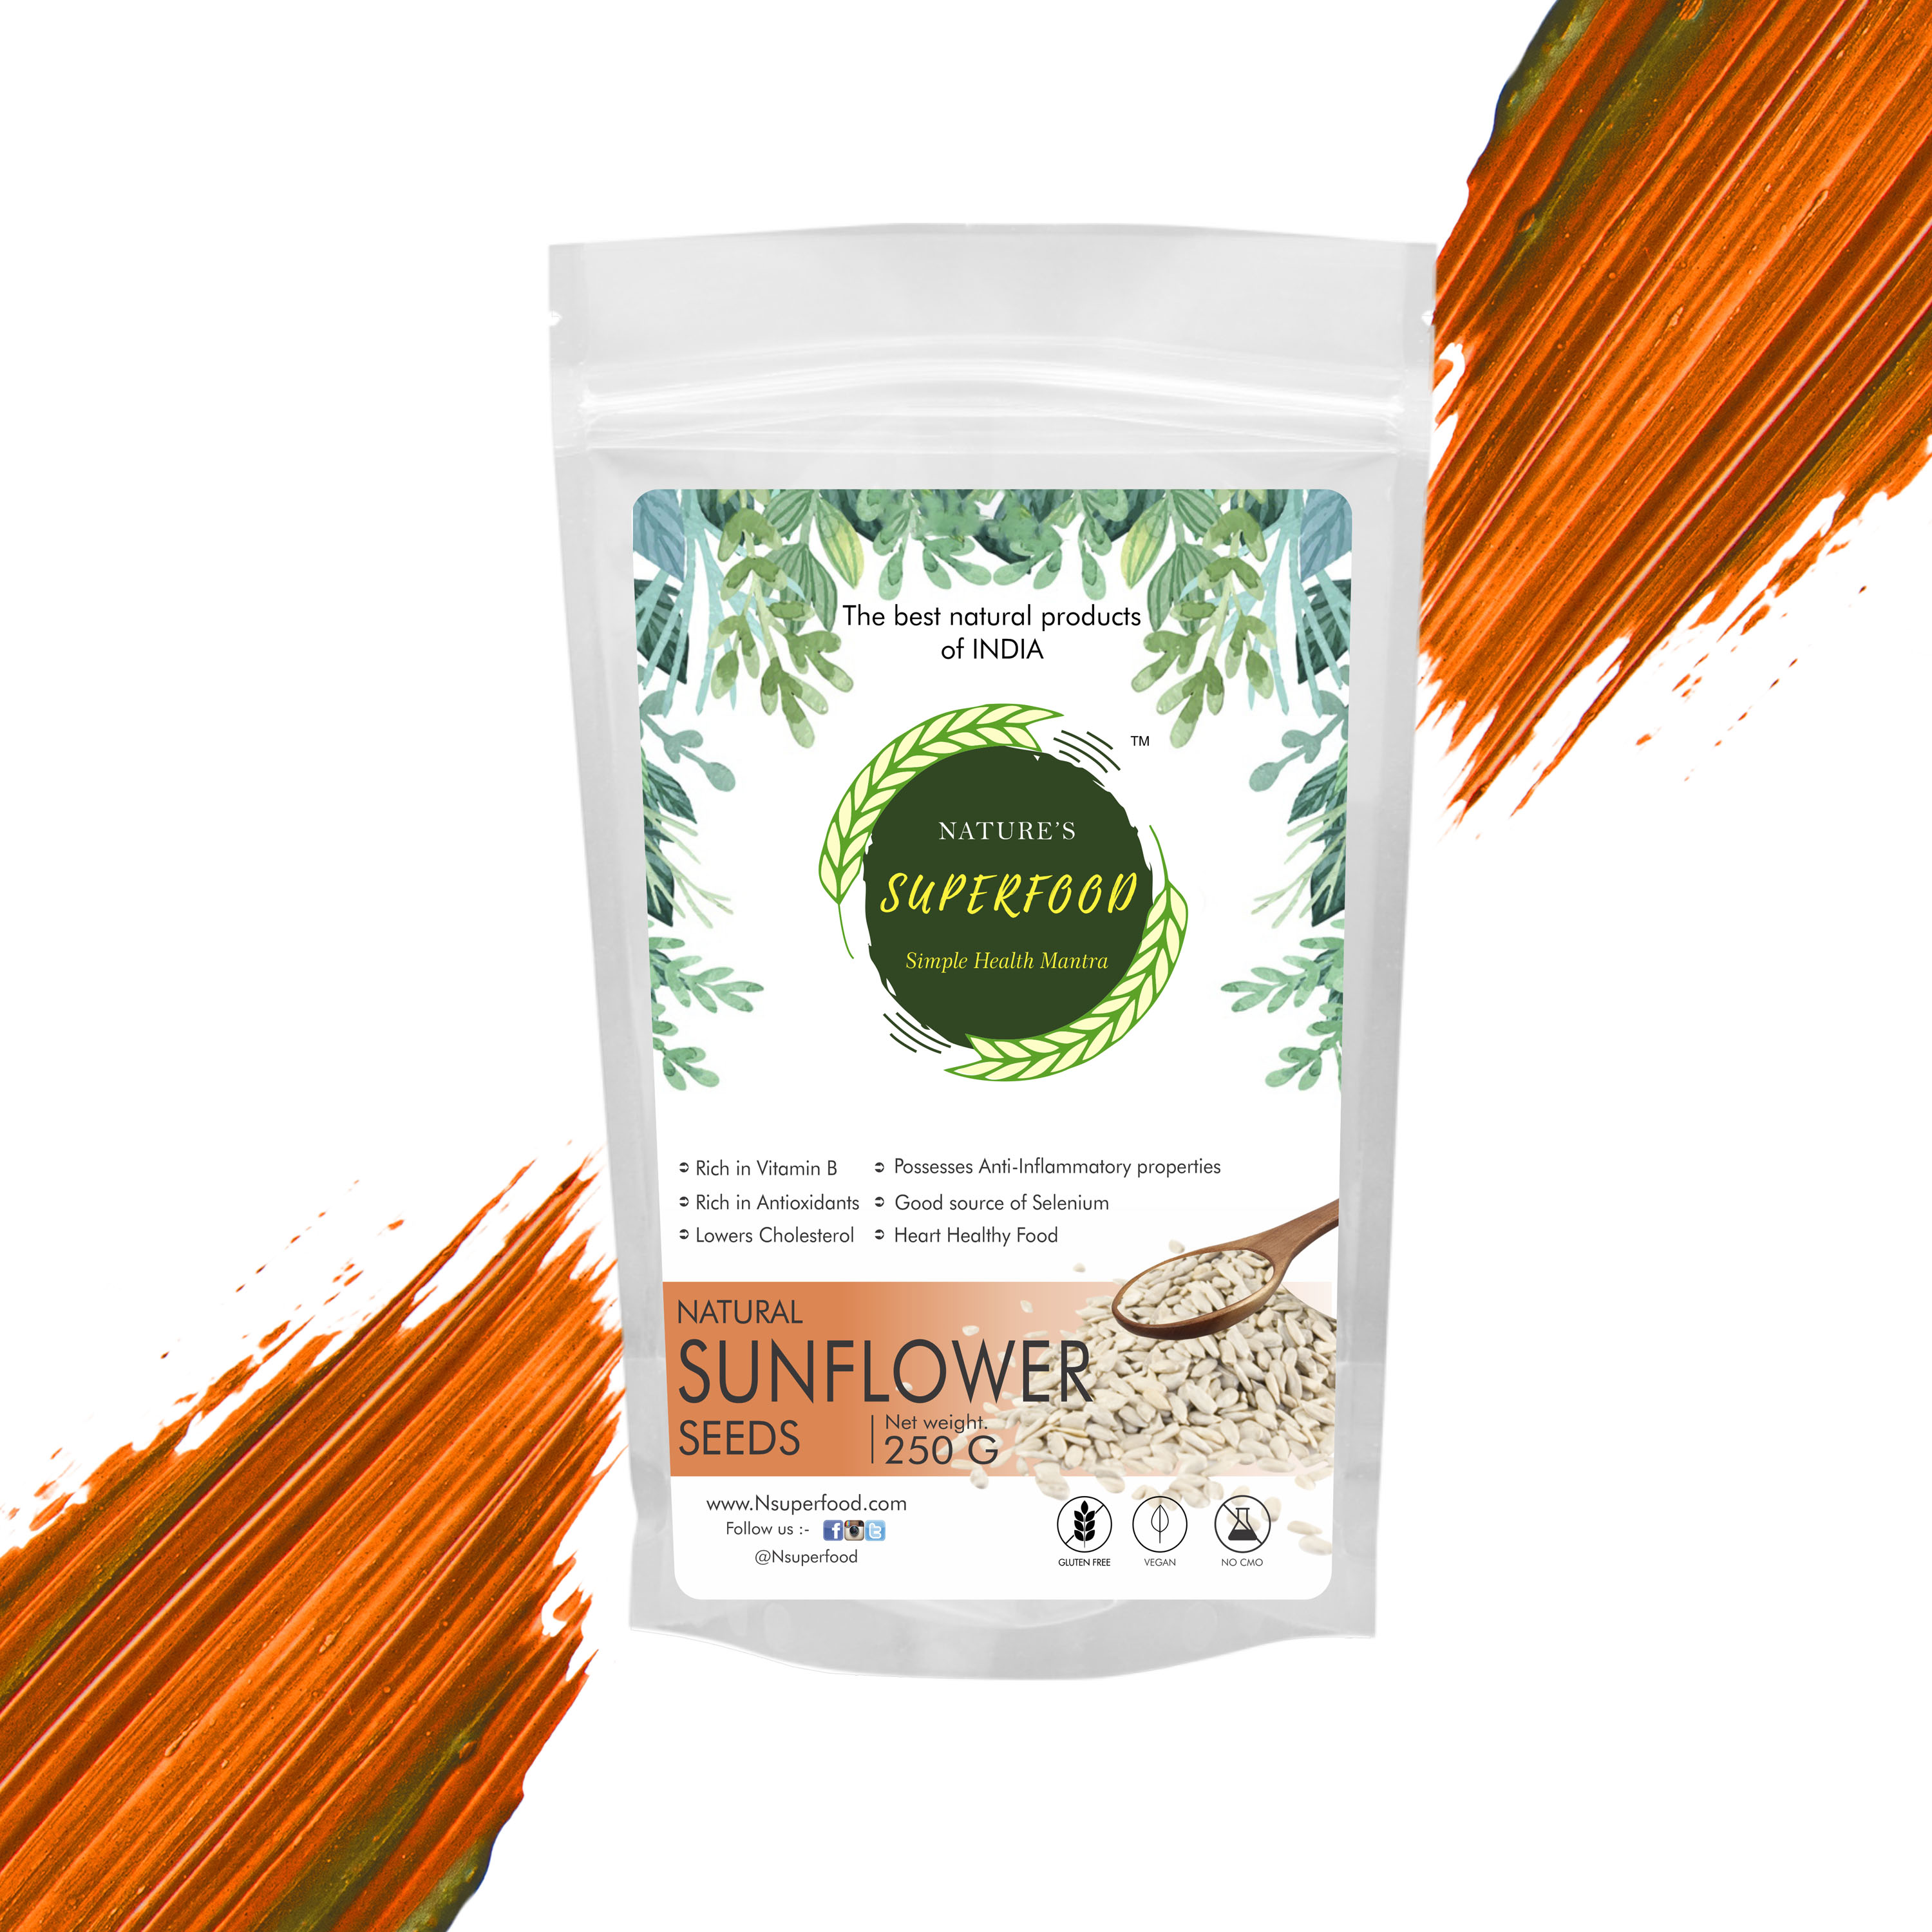 The best natural products
of INDIA
TM
NATURE'S
SUPERFOOD
Simple Health Mantra
Rich in Vitamin B
Possesses Anti-Inflammatory properties
Rich in Antioxidants
Good source of Selenium
Lowers Cholesterol
Heart Healthy Food
NATURAL
SUNFLOWER
SEEDS
Net weight.
250 G
www.Nsuperfood.com
Follow us :-
@Nsuperfood
GLUTEN FREE
VEGAN
NO CMO